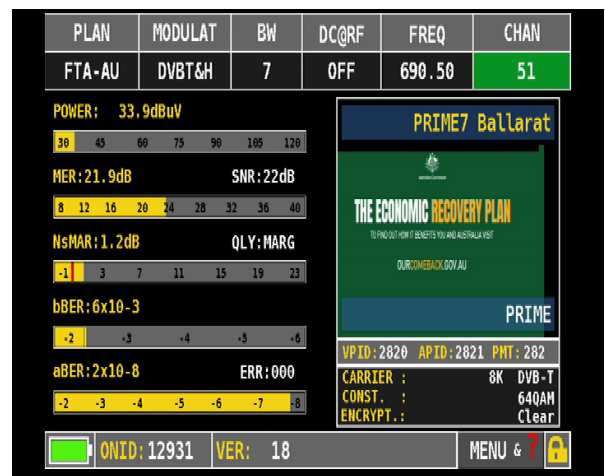 PLAN MODULAT BW DC@RF FREQ CHAN
FTA-AU DVBT&H 7 OFF 690.50 51
POWER: 33.9dBuV
30 45 60 75 90 105 120
MER:21.9dB SNR:22dB
8 12 16 20 24 28 32 36 40
NsMAR:1.2dB QLY:MARG
-1 3 7 11 15 19 23
bBER:6x10-3
-2 -3 -4 -5 -6
aBER:2x10-8 ERR:000
-2 -3 -4 -5 -6 -7 -8
PRIME7 Ballarat
Australian Government
THE ECONOMIC RECOVERY PLAN
TO FIND OUT HOW IT BENEFITS YOU AND AUSTRALIA VISIT
OURCOMEBACK.GOV.AU
PRIME
VPID:2820 APID:2821 PMT:282
CARRIER : 8K DVB-T
CONST. : 64QAM
ENCRYPT.: Clear
ONID:12931 VER: 18 MENU & ?